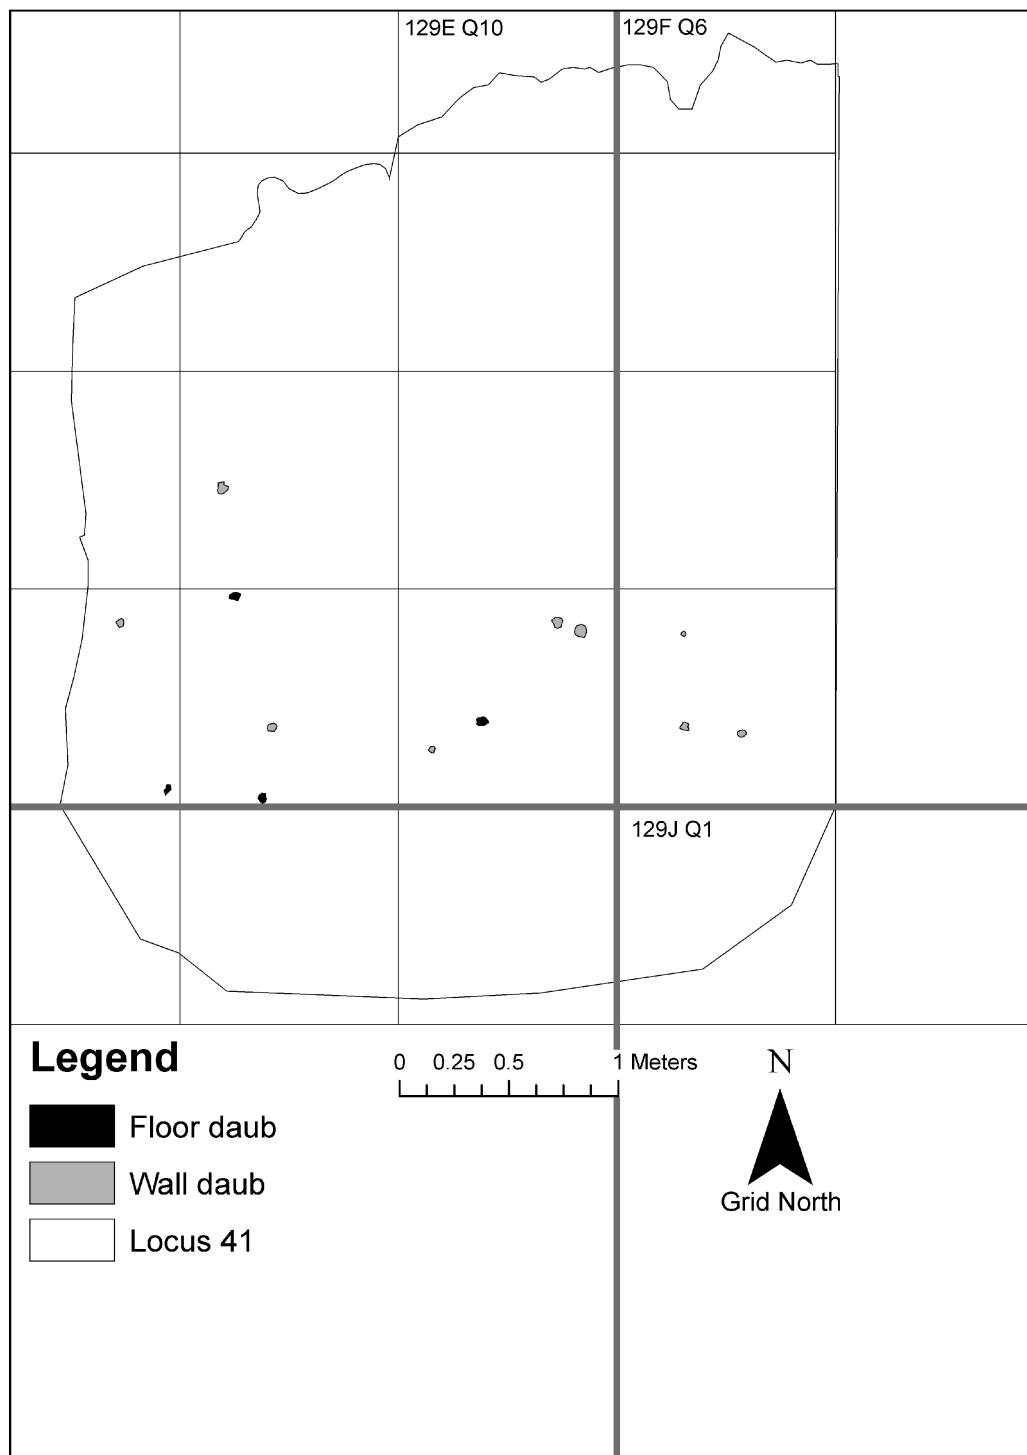 129E Q10
129F Q6
129J Q1
Legend
Floor daub
Wall daub
Locus 41
0 0.25 0.5 1 Meters
N
Grid North